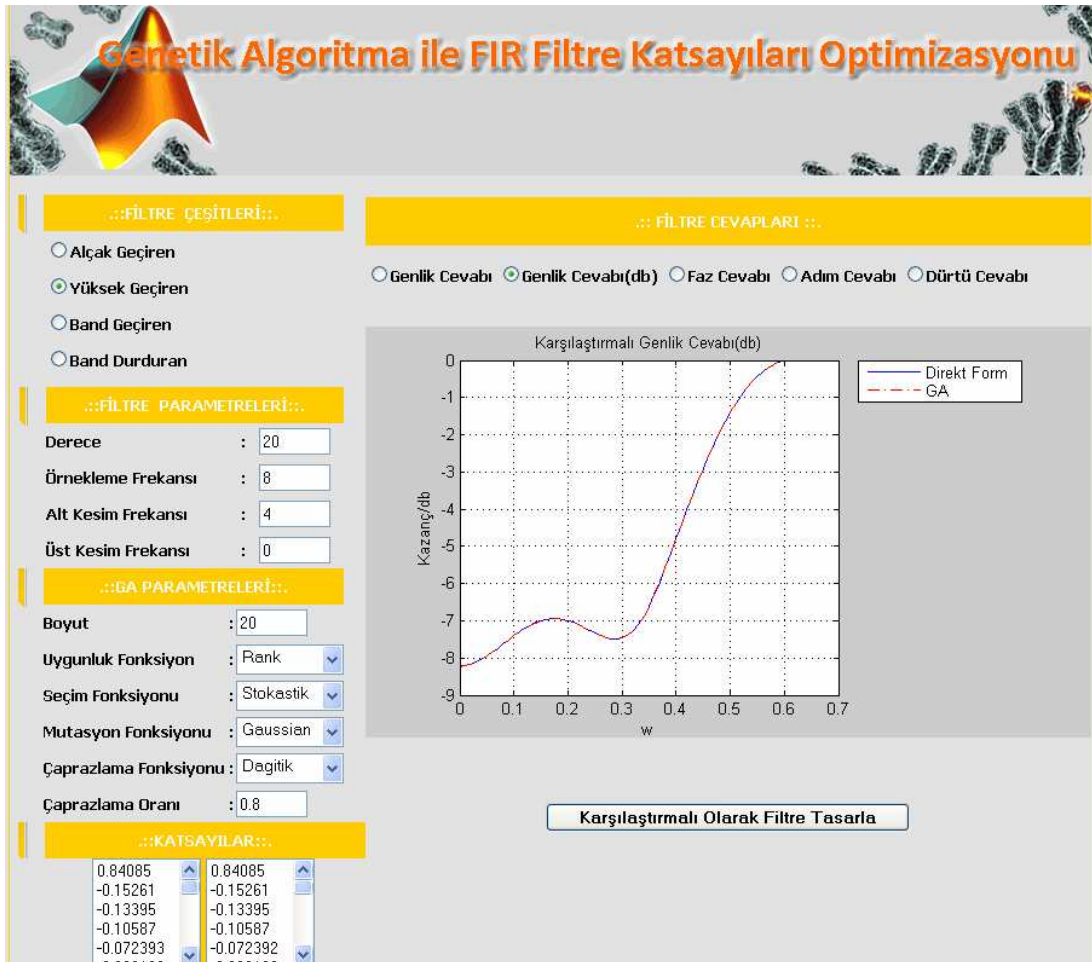 Genetik Algoritma ile FIR Filtre Katsayıları Optimizasyonu
.::FİLTRE ÇEŞİTLERİ::.
Alçak Geçiren
Yüksek Geçiren
Band Geçiren
Band Durduran
.::FİLTRE PARAMETRELERİ::.
Derece : 20
Örnekleme Frekansı : 8
Alt Kesim Frekansı : 4
Üst Kesim Frekansı : 0
.::GA PARAMETRELERİ::.
Boyut : 20
Uygunluk Fonksiyon : Rank
Seçim Fonksiyonu : Stokastik
Mutasyon Fonksiyonu : Gaussian
Çaprazlama Fonksiyonu : Dagitik
Çaprazlama Oranı : 0.8
.::KATSAYILAR::.
0.84085 0.84085
-0.15261 -0.15261
-0.13395 -0.13395
-0.10587 -0.10587
-0.072393 -0.072392
.:: FİLTRE CEVAPLARI ::.
Genlik Cevabı Genlik Cevabı(db) Faz Cevabı Adım Cevabı Dürtü Cevabı
Karşılaştırmalı Genlik Cevabı(db)
Kazanç/db
0
-1
-2
-3
-4
-5
-6
-7
-8
-9
0 0.1 0.2 0.3 0.4 0.5 0.6 0.7
w
Direkt Form
GA
Karşılaştırmalı Olarak Filtre Tasarla